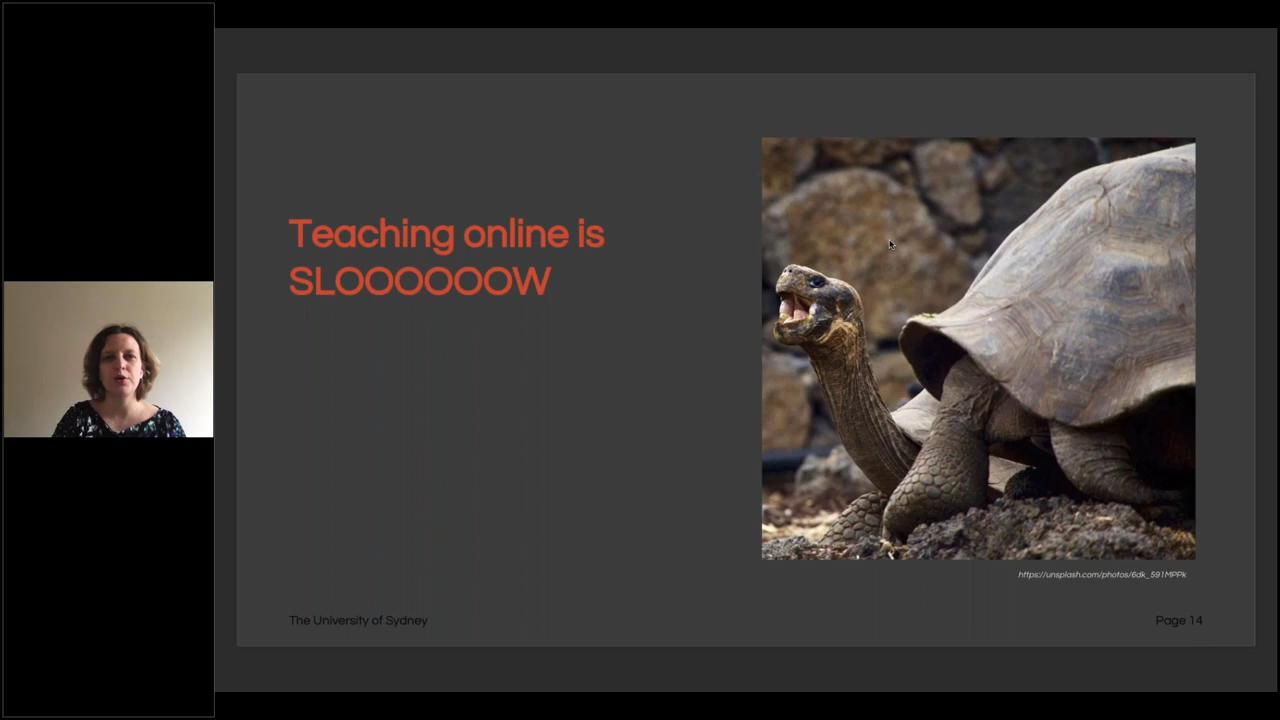 Teaching online is
SLOOOOOOW
https://unsplash.com/photos/6dk_591MPPk
The University of Sydney
Page 14